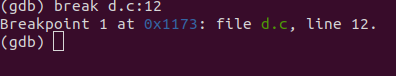 (gdb) break d.c:12
Breakpoint 1 at 0x1173: file d.c, line 12.
(gdb)